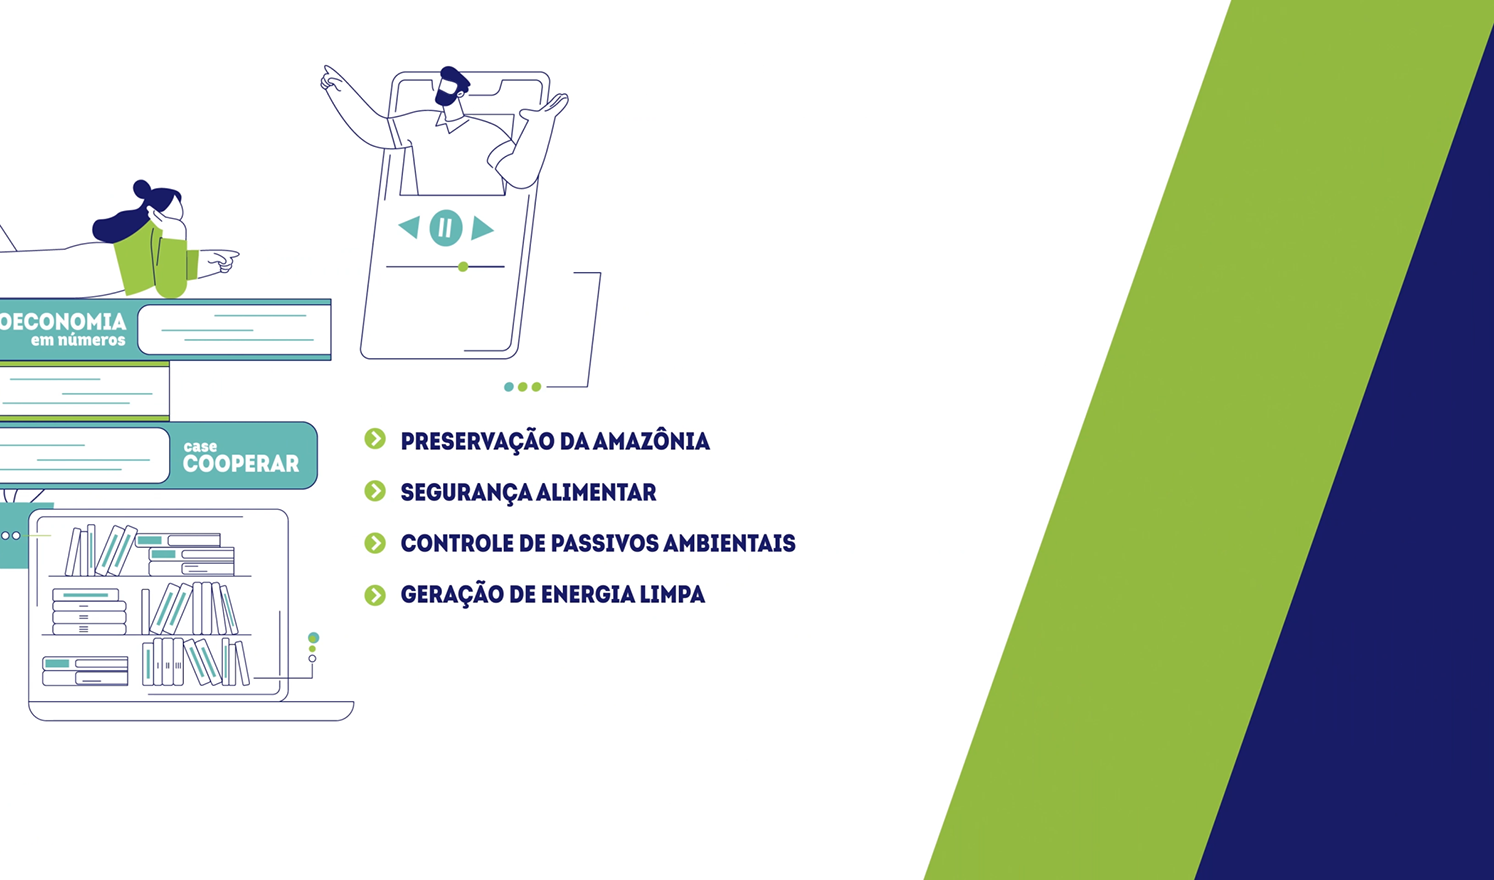 OECONOMIA
em números
case
COOPERAR
PRESERVAÇÃO DA AMAZÔNIA
SEGURANÇA ALIMENTAR
CONTROLE DE PASSIVOS AMBIENTAIS
GERAÇÃO DE ENERGIA LIMPA